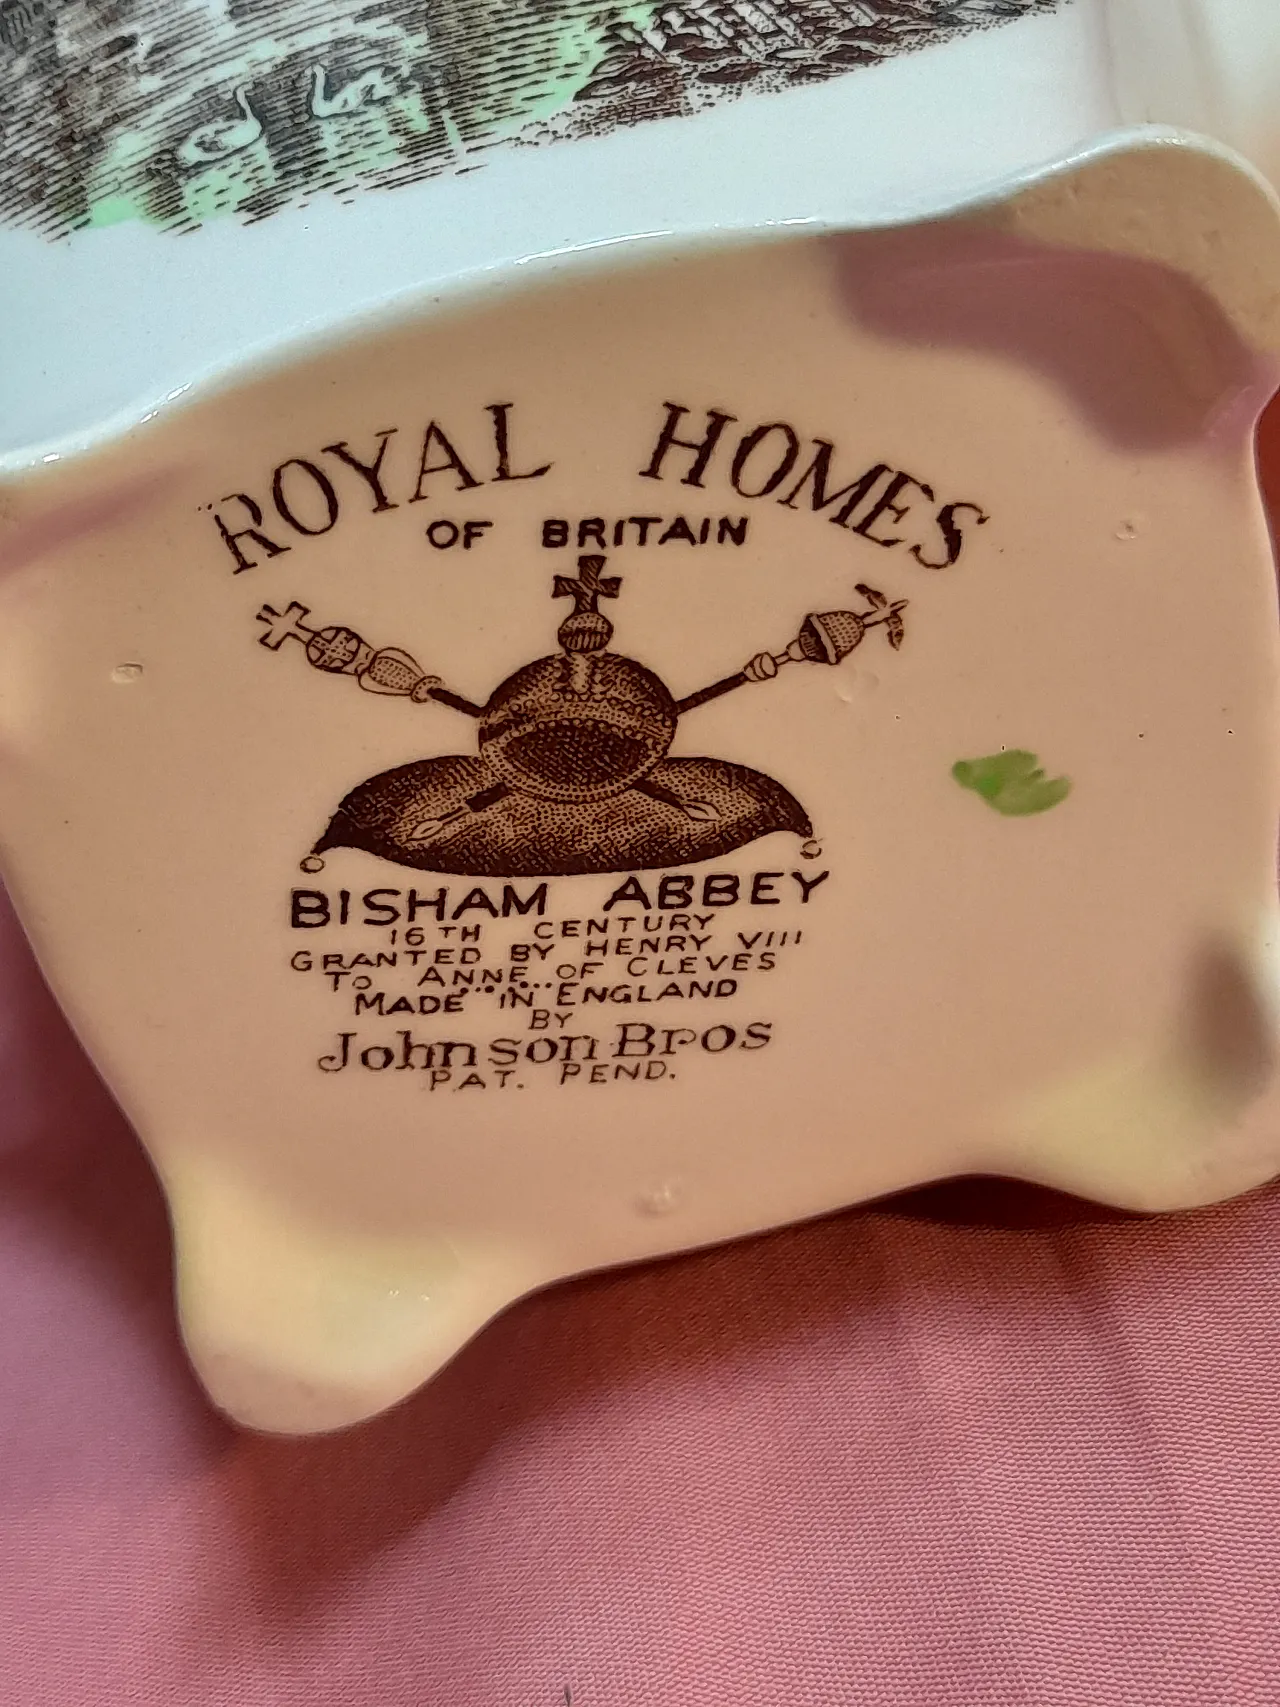 ROYAL HOMES
OF BRITAIN
BISHAM ABBEY
16TH CENTURY
GRANTED BY HENRY VIII
TO ANNE OF CLEVES
MADE IN ENGLAND
BY
Johnson Bros
PAT. PEND.